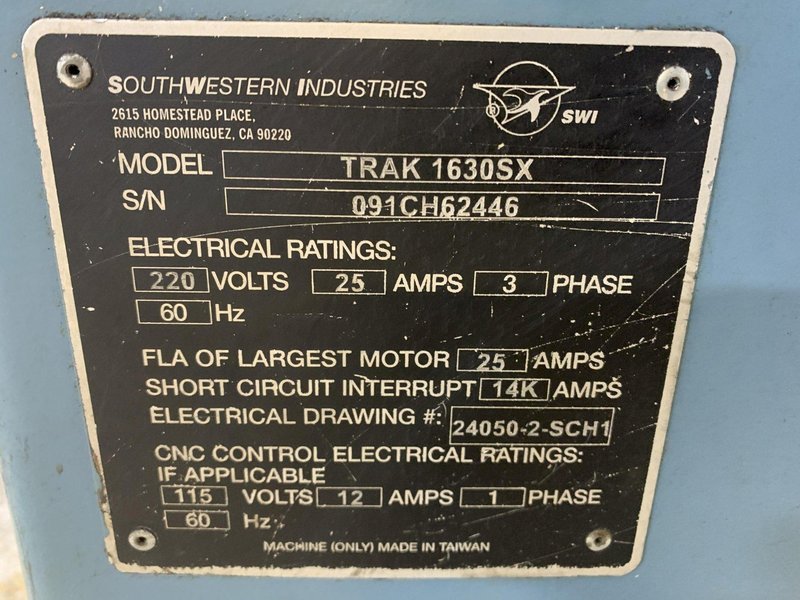 SOUTHWESTERN INDUSTRIES
2615 HOMESTEAD PLACE,
RANCHO DOMINGUEZ, CA 90220
® SWI
MODEL TRAK 1630SX
S/N 091CH62446
ELECTRICAL RATINGS:
220 VOLTS 25 AMPS 3 PHASE
60 Hz
FLA OF LARGEST MOTOR 25 AMPS
SHORT CIRCUIT INTERRUPT 14K AMPS
ELECTRICAL DRAWING #: 24050-2-SCH1
CNC CONTROL ELECTRICAL RATINGS:
IF APPLICABLE
115 VOLTS 12 AMPS 1 PHASE
60 Hz
MACHINE (ONLY) MADE IN TAIWAN